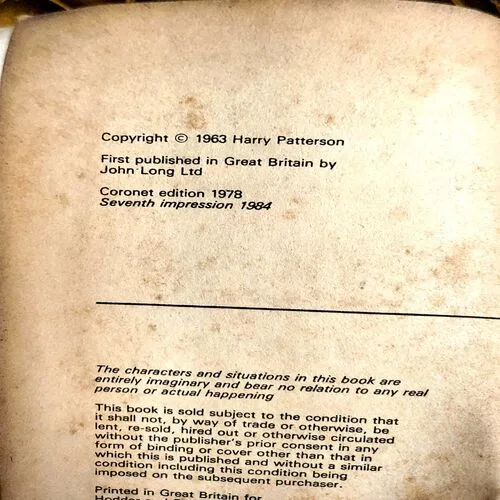 Copyright © 1963 Harry Patterson
First published in Great Britain by
John Long Ltd
Coronet edition 1978
Seventh impression 1984
The characters and situations in this book are
entirely imaginary and bear no relation to any real
person or actual happening
This book is sold subject to the condition that
it shall not, by way of trade or otherwise, be
lent, re-sold, hired out or otherwise circulated
without the publisher's prior consent in any
form of binding or cover other than that in
which this is published and without a similar
condition including this condition being
imposed on the subsequent purchaser.
Printed in Great Britain for
Hodder